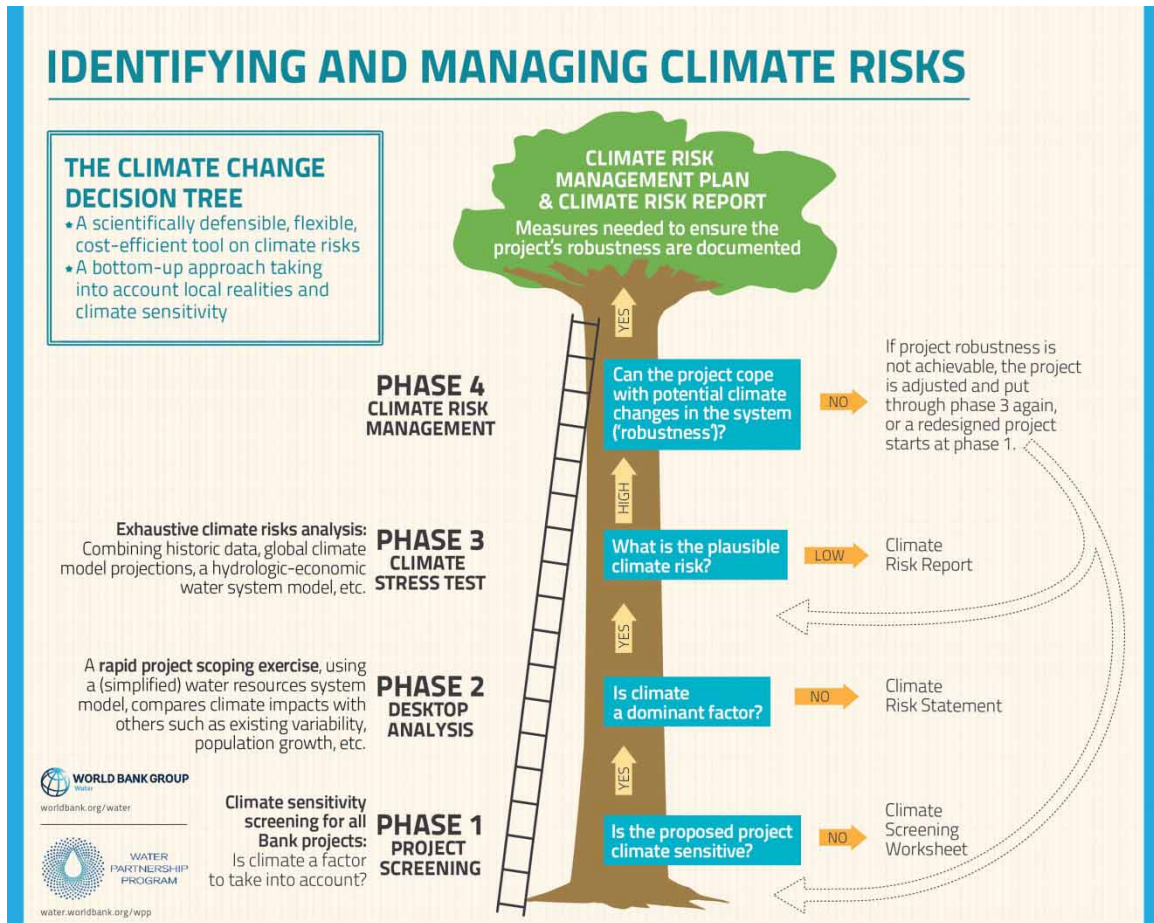 IDENTIFYING AND MANAGING CLIMATE RISKS
THE CLIMATE CHANGE
DECISION TREE
A scientifically defensible, flexible,
cost-efficient tool on climate risks
A bottom-up approach taking
into account local realities and
climate sensitivity
CLIMATE RISK
MANAGEMENT PLAN
& CLIMATE RISK REPORT
Measures needed to ensure the
project's robustness are documented
YES
PHASE 4
CLIMATE RISK
MANAGEMENT
Can the project cope
with potential climate
changes in the system
('robustness')?
NO
If project robustness is
not achievable, the project
is adjusted and put
through phase 3 again,
or a redesigned project
starts at phase 1.
HIGH
Exhaustive climate risks analysis:
Combining historic data, global climate
model projections, a hydrologic-economic
water system model, etc.
PHASE 3
CLIMATE
STRESS TEST
What is the plausible
climate risk?
LOW
Climate
Risk Report
YES
A rapid project scoping exercise, using
a (simplified) water resources system
model, compares climate impacts with
others such as existing variability,
population growth, etc.
PHASE 2
DESKTOP
ANALYSIS
Is climate
a dominant factor?
NO
Climate
Risk Statement
YES
Climate sensitivity
screening for all
Bank projects:
Is climate a factor
to take into account?
PHASE 1
PROJECT
SCREENING
Is the proposed project
climate sensitive?
NO
Climate
Screening
Worksheet
WORLD BANK GROUP
Water
worldbank.org/water
WATER
PARTNERSHIP
PROGRAM
water.worldbank.org/wpp